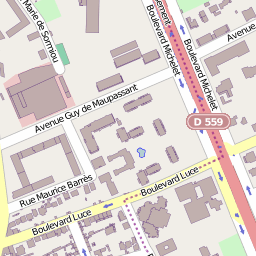 Marie de Sormiou
ement
Boulevard Michelet
Boulevard Michelet
Avenue
Avenue Guy de Maupassant
D 559
Rue Maurice Barrès
Boulevard Luce
Boulevard Luce